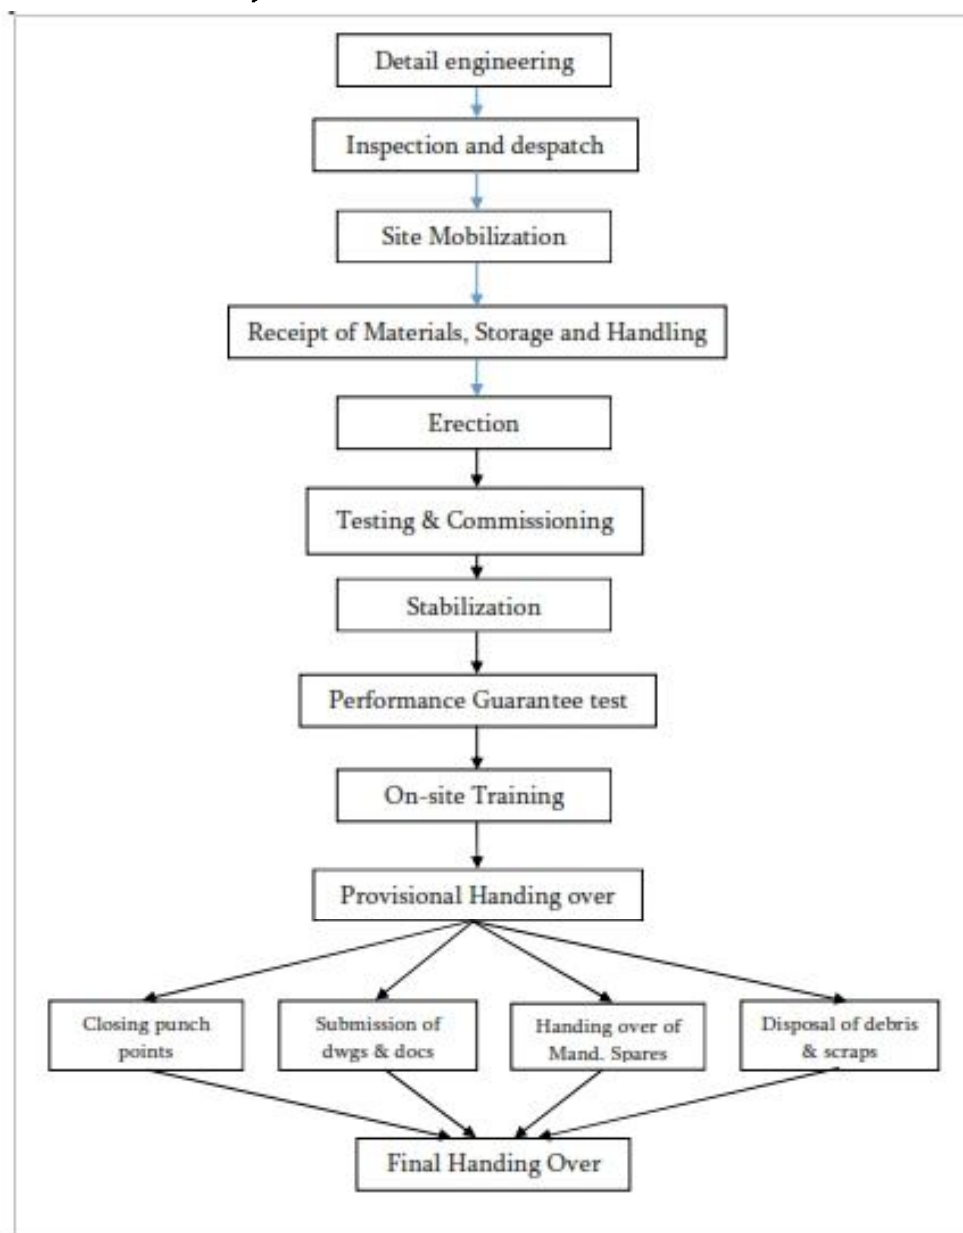 Detail engineering
Inspection and despatch
Site Mobilization
Receipt of Materials, Storage and Handling
Erection
Testing & Commissioning
Stabilization
Performance Guarantee test
On-site Training
Provisional Handing over
Closing punch
points
Submission of
dwgs & docs
Handing over of
Mand. Spares
Disposal of debris
& scraps
Final Handing Over